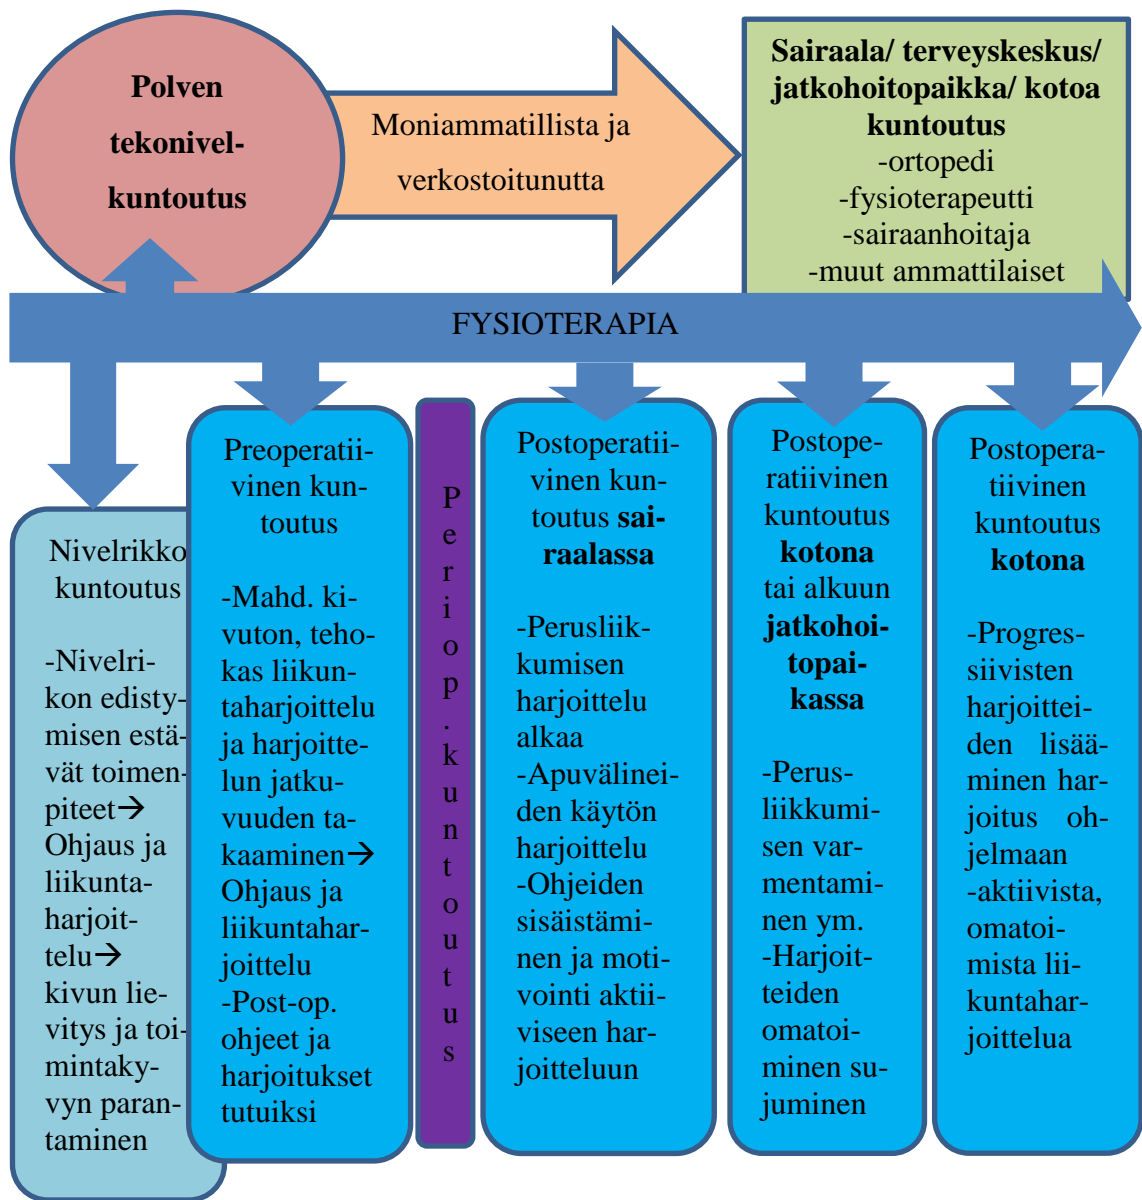 Polven
tekonivel-
kuntoutus
Moniammatillista ja
verkostoitunutta
Sairaala/ terveyskeskus/
jatkohoitopaikka/ kotoa
kuntoutus
-ortopedi
-fysioterapeutti
-sairaanhoitaja
-muut ammattilaiset
FYSIOTERAPIA
Nivelrikko
kuntoutus
-Nivelri-
kon edisty-
misen estä-
vät toimen-
piteet→
Ohjaus ja
liikunta-
harjoit-
telu→
kivun lie-
vitys ja toi-
mintaky-
vyn paran-
taminen
Preoperatii-
vinen kun-
toutus
-Mahd. ki-
vuton, teho-
kas liikun-
taharjoittelu
ja harjoitte-
lun jatku-
vuuden ta-
kaaminen→
Ohjaus ja
liikuntahar-
joittelu
-Post-op.
ohjeet ja
harjoitukset
tutuiksi
Periop.kuntoutus
Postoperatii-
vinen kun-
toutus sai-
raalassa
-Perusliik-
kumisen
harjoittelu
alkaa
-Apuvälinei-
den käytön
harjoittelu
-Ohjeiden
sisäistämi-
nen ja moti-
vointi aktii-
viseen har-
joitteluun
Postope-
ratiivinen
kuntoutus
kotona
tai alkuun
jatkohoi-
topai-
kassa
-Perus-
liikkumi-
sen var-
mentami-
nen ym.
-Harjoit-
teiden
omatoi-
minen su-
juminen
Postopera-
tiivinen
kuntoutus
kotona
-Progres-
siivisten
harjoittei-
den lisää-
minen har-
joitus oh-
jelmaan
-aktiivista,
omatoi-
mista lii-
kuntahar-
joittelua